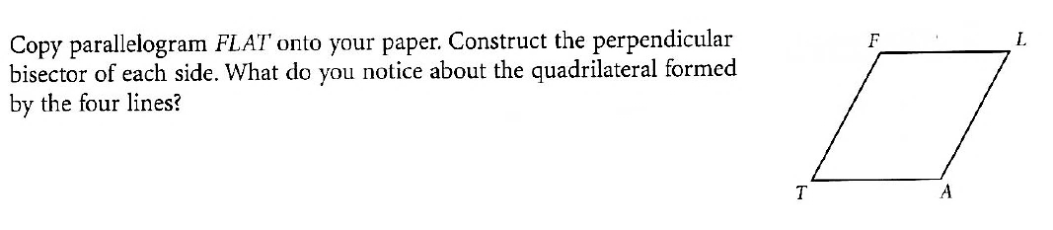 Copy parallelogram FLAT onto your paper. Construct the perpendicular
bisector of each side. What do you notice about the quadrilateral formed
by the four lines?
F
L
T
A